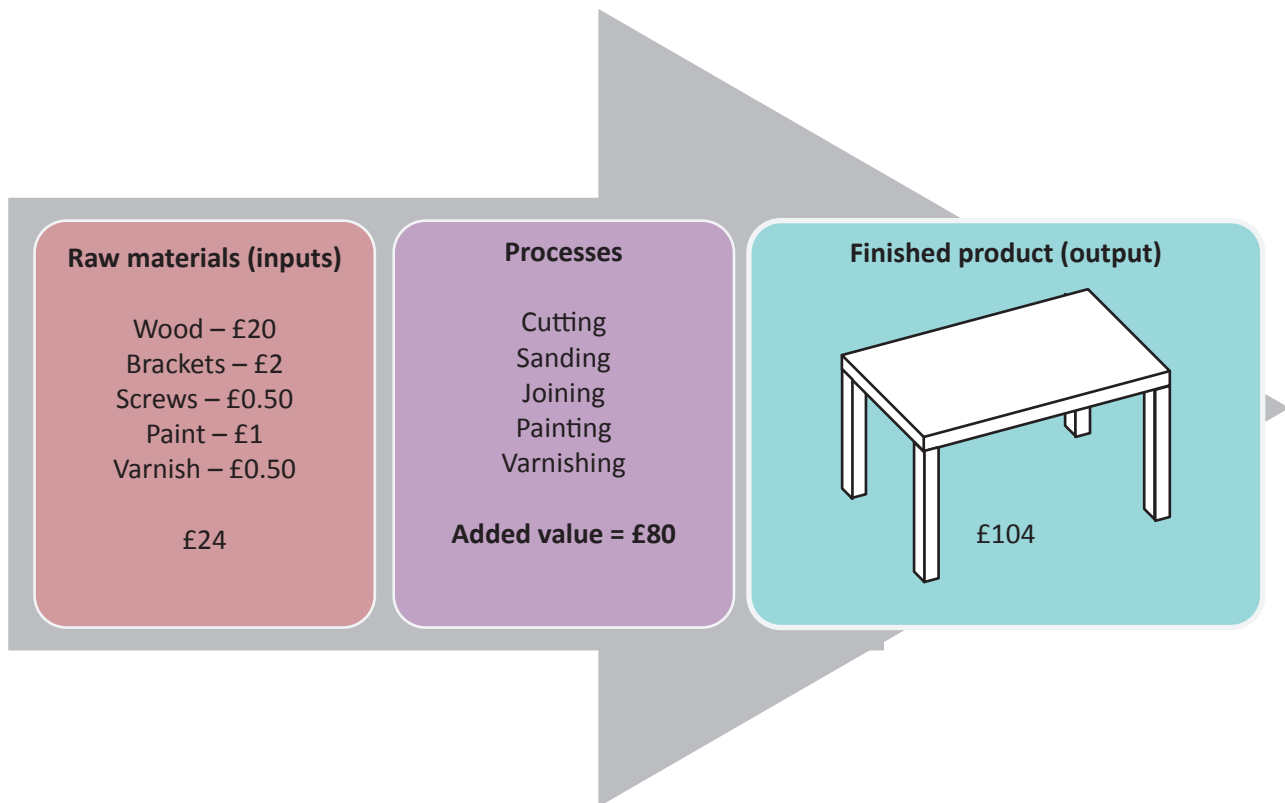 Raw materials (inputs)
Wood – £20
Brackets – £2
Screws – £0.50
Paint – £1
Varnish – £0.50
£24
Processes
Cutting
Sanding
Joining
Painting
Varnishing
Added value = £80
Finished product (output)
£104